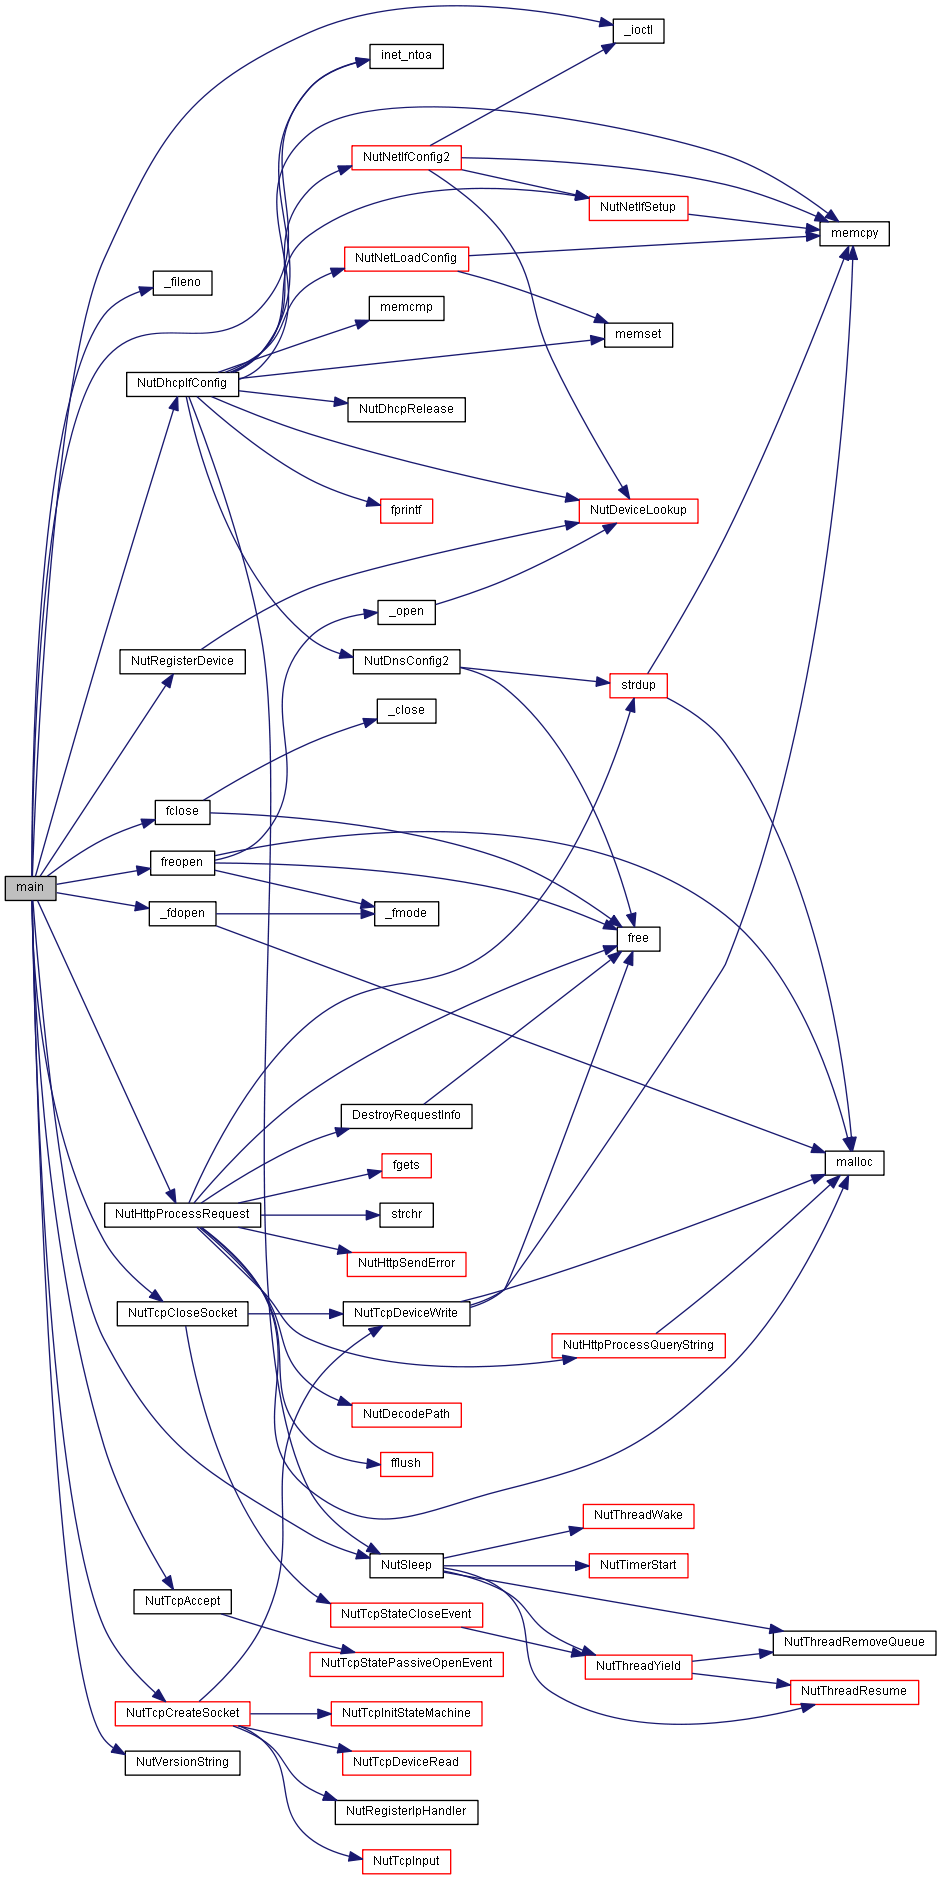 _ioctl
inet_ntoa
NutNetIfConfig2
NutNetIfSetup
memcpy
NutNetLoadConfig
_fileno
memcmp
memset
NutDhcpIfConfig
NutDhcpRelease
fprintf
NutDeviceLookup
_open
NutRegisterDevice
NutDnsConfig2
strdup
_close
fclose
freopen
main
_fdopen
_fmode
free
DestroyRequestInfo
fgets
malloc
NutHttpProcessRequest
strchr
NutHttpSendError
NutTcpCloseSocket
NutTcpDeviceWrite
NutHttpProcessQueryString
NutDecodePath
fflush
NutThreadWake
NutSleep
NutTimerStart
NutTcpAccept
NutTcpStateCloseEvent
NutThreadRemoveQueue
NutTcpStatePassiveOpenEvent
NutThreadYield
NutThreadResume
NutTcpCreateSocket
NutTcpInitStateMachine
NutVersionString
NutTcpDeviceRead
NutRegisterIpHandler
NutTcpInput